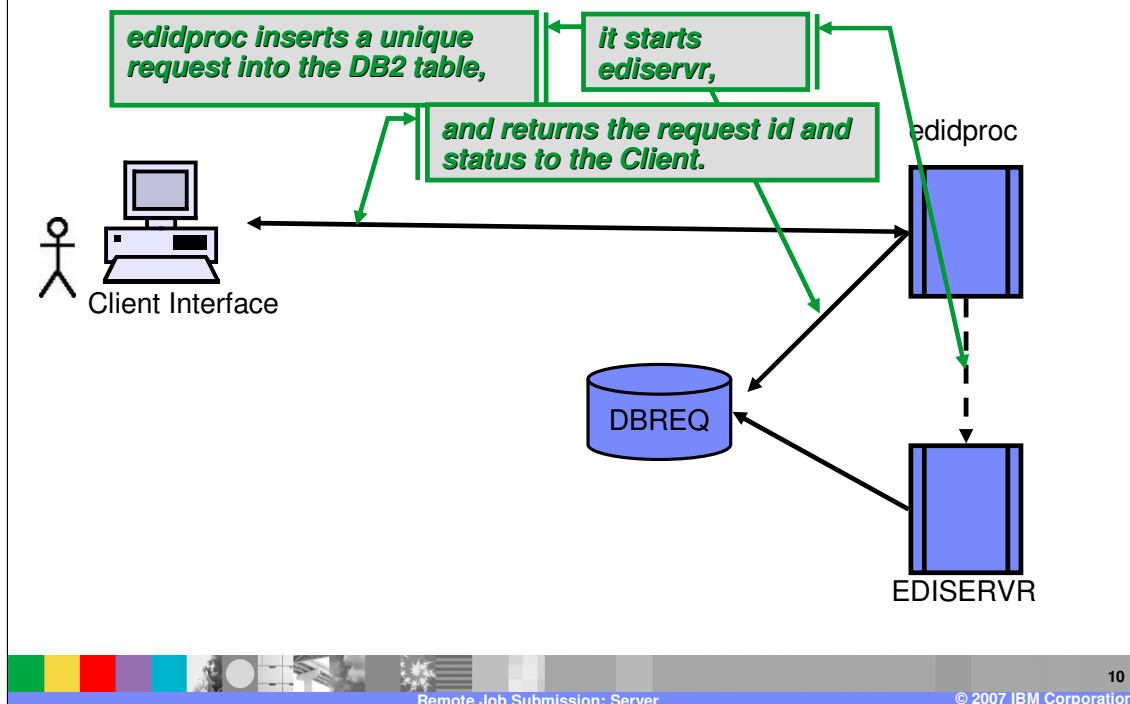 edidproc inserts a unique
request into the DB2 table,
it starts
ediservr,
and returns the request id and
status to the Client.
edidproc
Client Interface
DBREQ
EDISERVR
10
Remote Job Submission: Server
© 2007 IBM Corporation